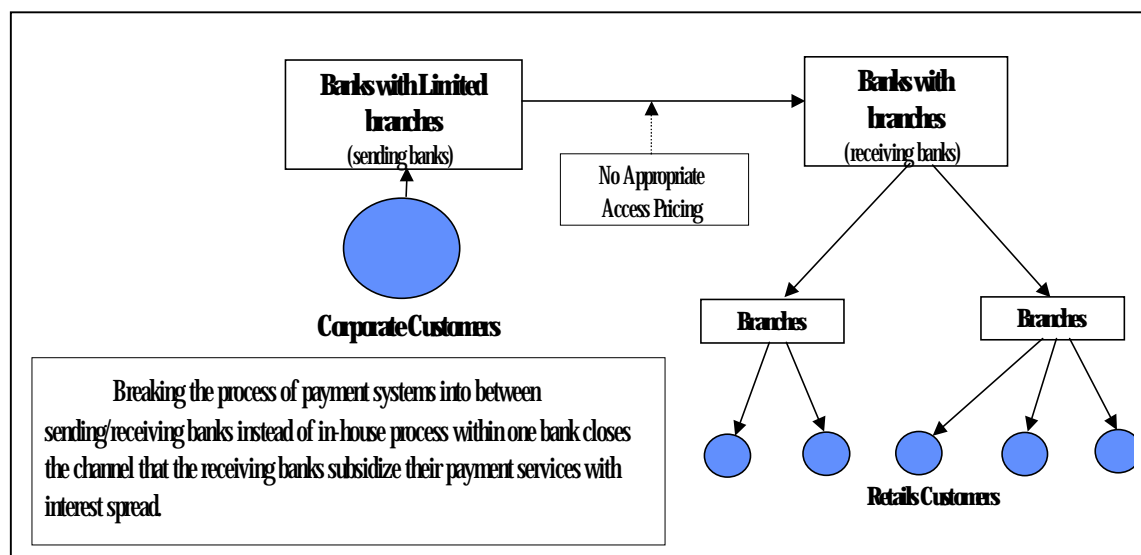 Banks with Limited
branches
(sending banks)
Banks with
branches
(receiving banks)
No Appropriate
Access Pricing
Corporate Customers
Branches
Branches
Breaking the process of payment systems into between
sending/receiving banks instead of in-house process within one bank closes
the channel that the receiving banks subsidize their payment services with
interest spread.
Retails Customers